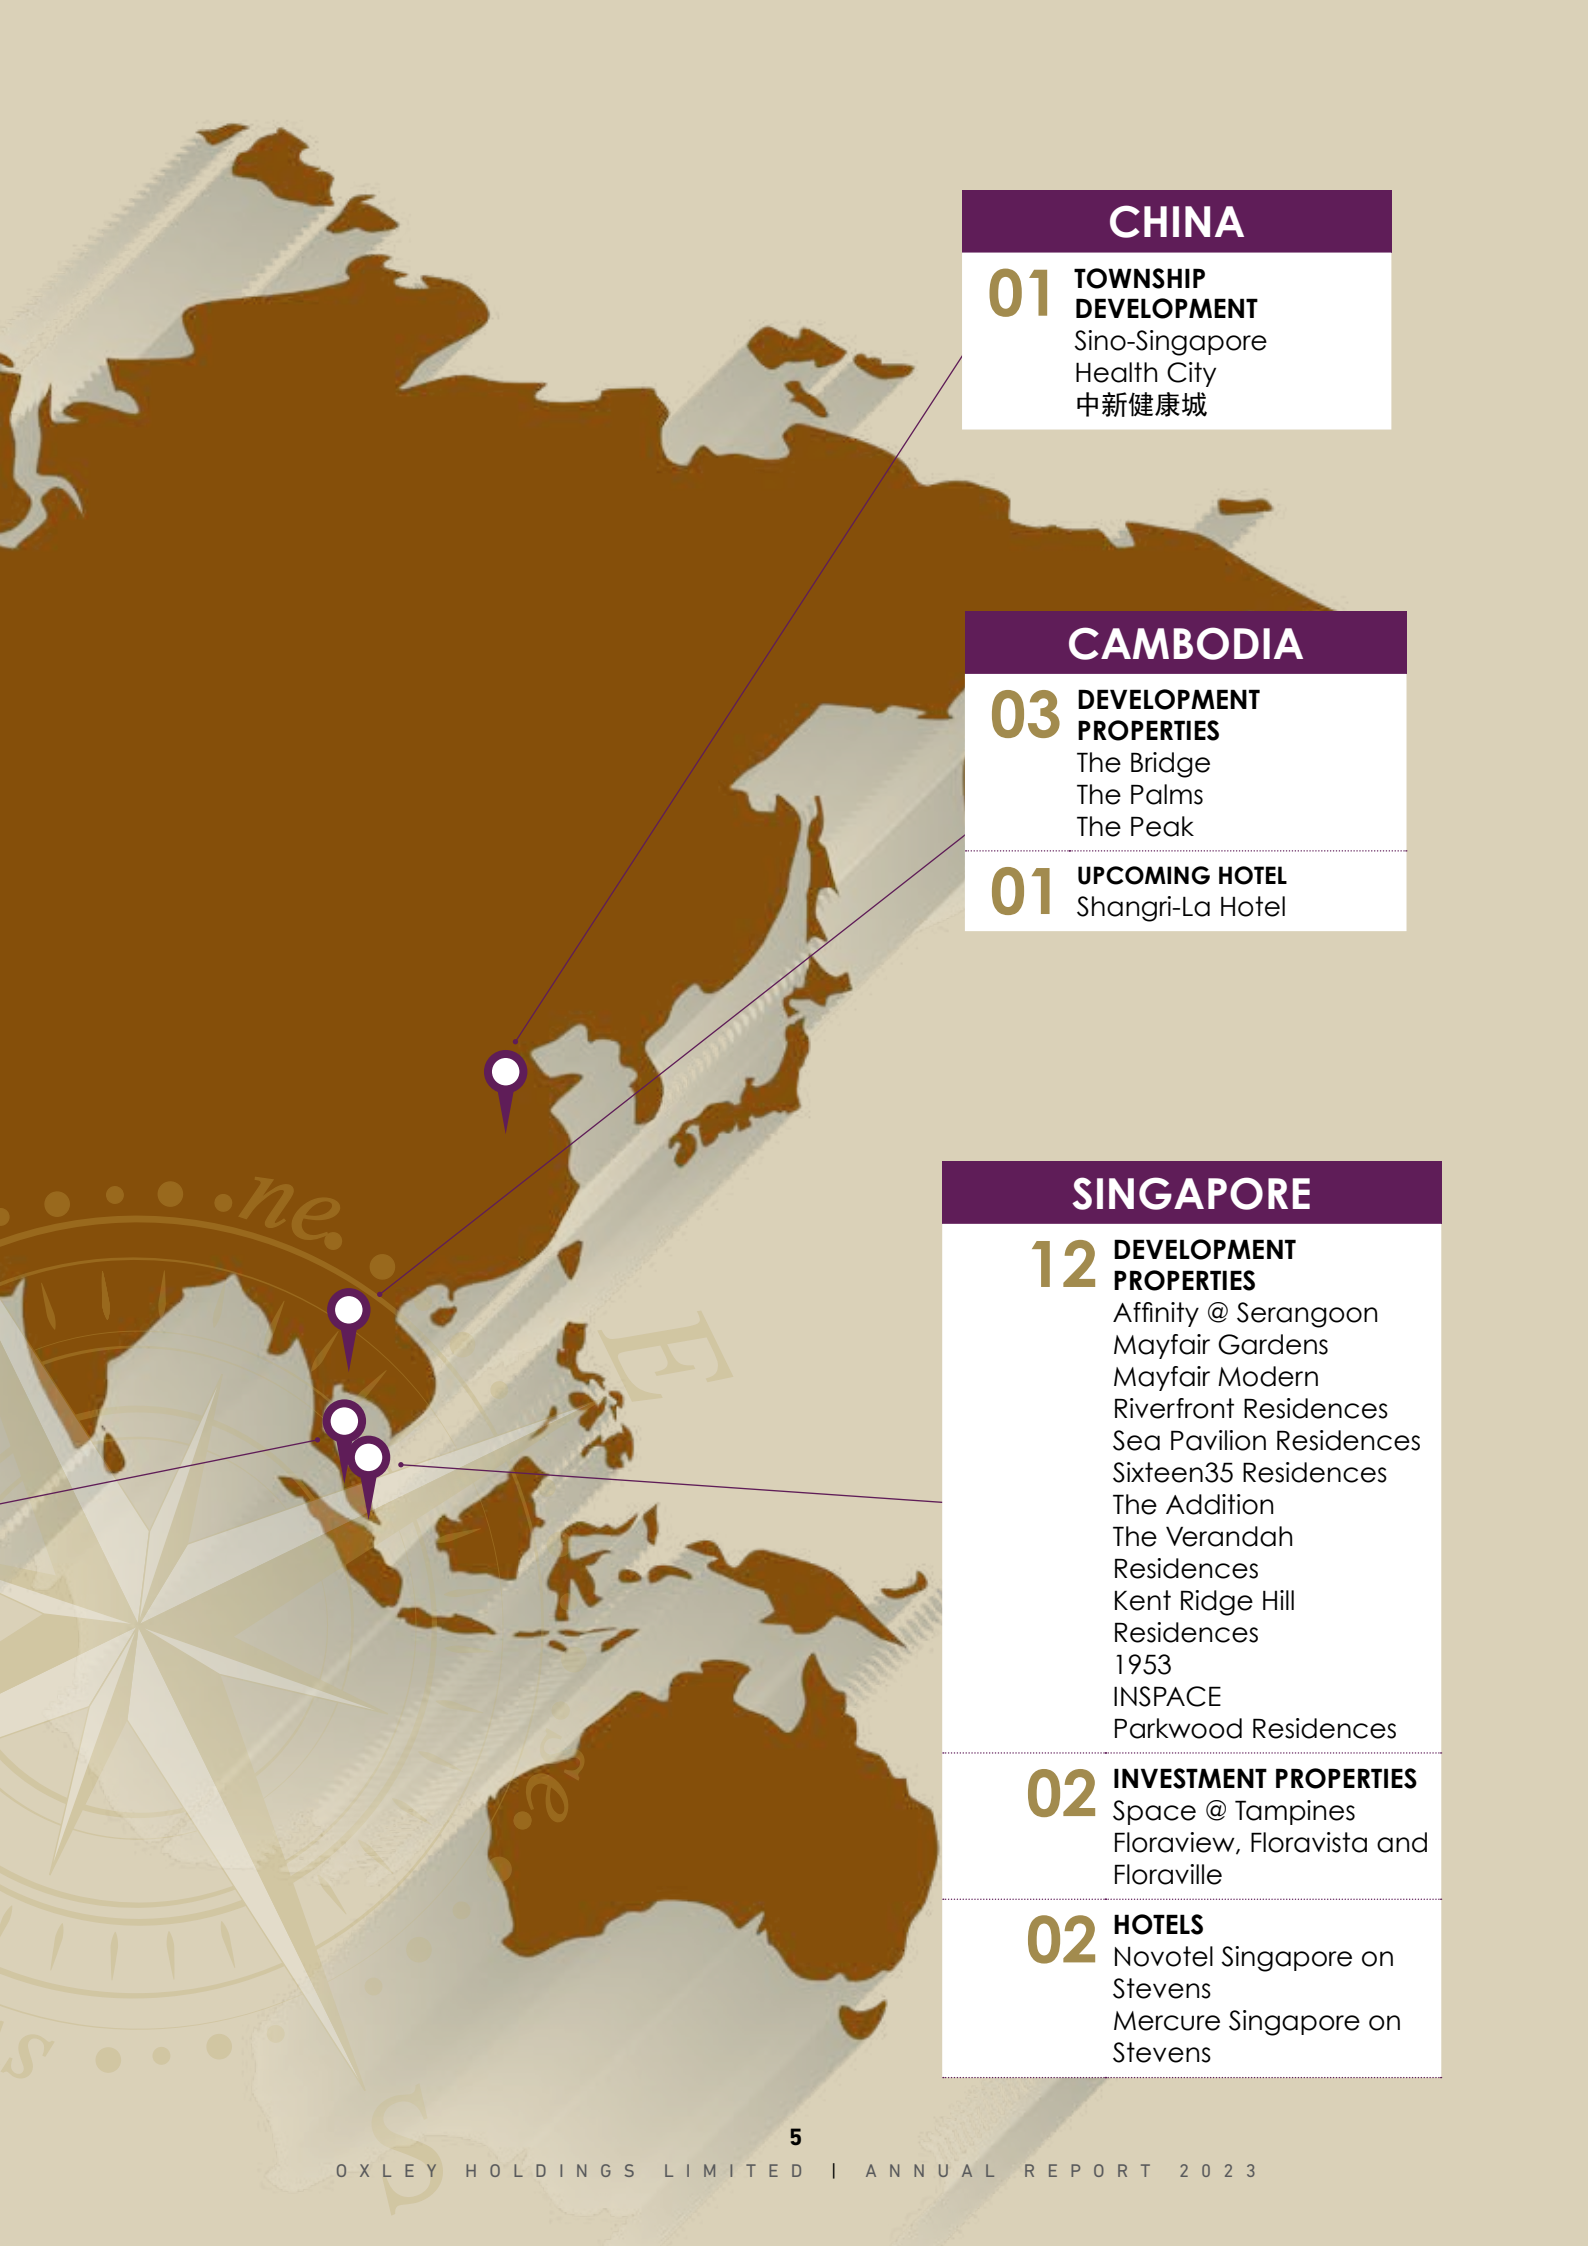 CHINA
01
TOWNSHIP
DEVELOPMENT
Sino-Singapore
Health City
中新健康城
CAMBODIA
03
DEVELOPMENT
PROPERTIES
The Bridge
The Palms
The Peak
01
UPCOMING HOTEL
Shangri-La Hotel
SINGAPORE
12
DEVELOPMENT
PROPERTIES
Affinity @ Serangoon
Mayfair Gardens
Mayfair Modern
Riverfront Residences
Sea Pavilion Residences
Sixteen35 Residences
The Addition
The Verandah
Residences
Kent Ridge Hill
Residences
1953
INSPACE
Parkwood Residences
02
INVESTMENT PROPERTIES
Space @ Tampines
Floraview, Floravista and
Floraville
02
HOTELS
Novotel Singapore on
Stevens
Mercure Singapore on
Stevens
ne
E
se
S
5
OXLEY HOLDINGS LIMITED | ANNUAL REPORT 2023